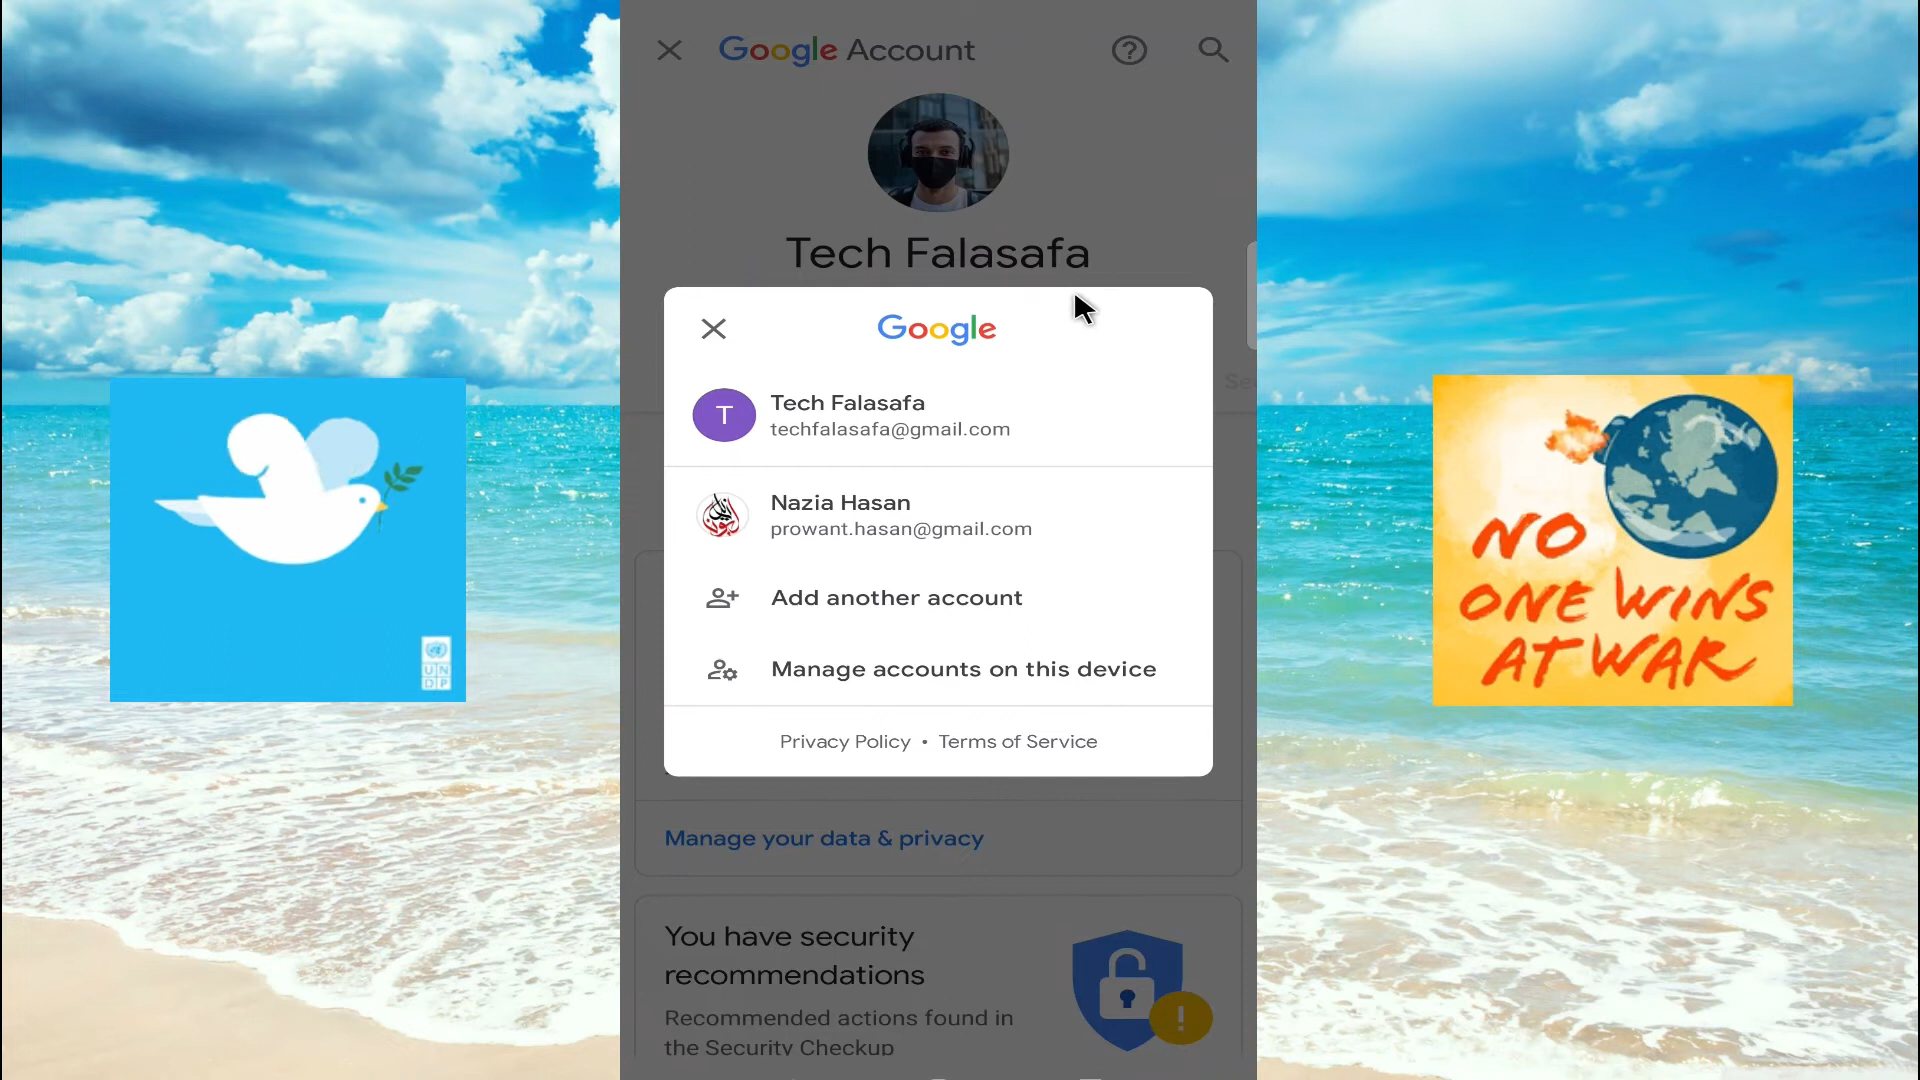 Google Account
Tech Falasafa
Google
T
Tech Falasafa
techfalasafa@gmail.com
Nazia Hasan
prowant.hasan@gmail.com
Add another account
Manage accounts on this device
Privacy Policy • Terms of Service
Manage your data & privacy
You have security
recommendations
Recommended actions found in
the Security Checkup
UN
DP
NO
ONE WINS
AT WAR